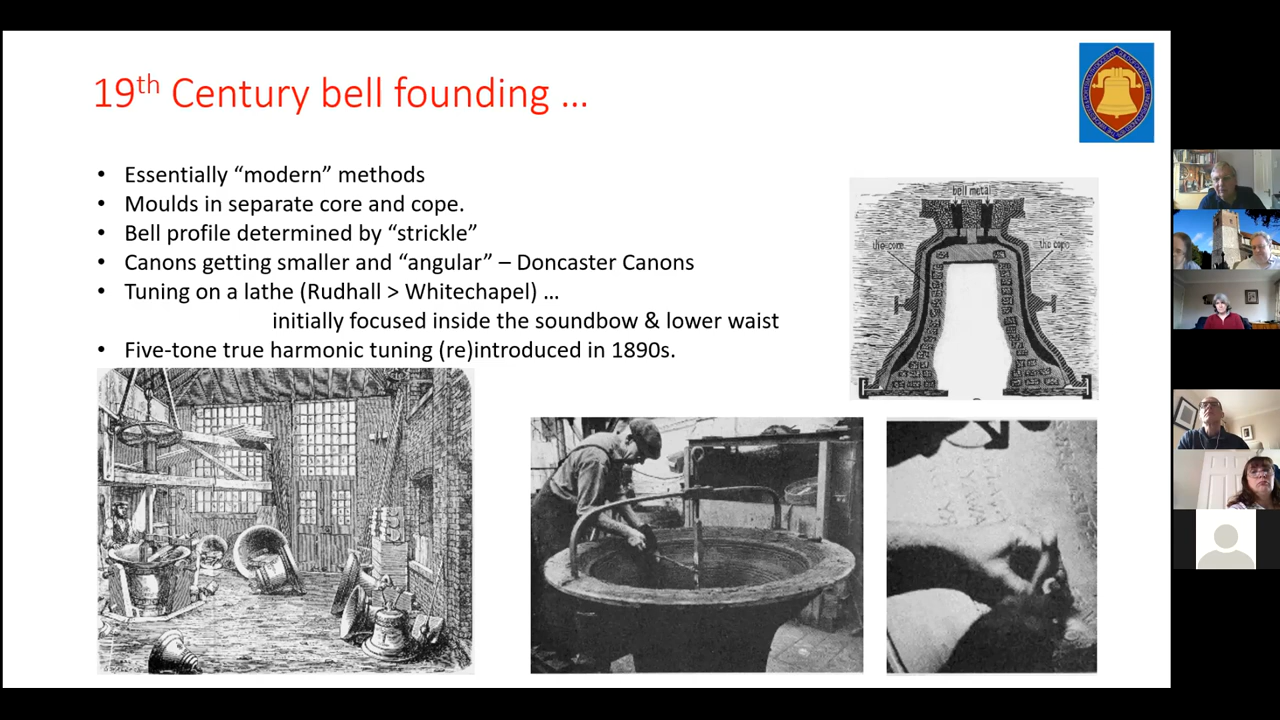 19th Century bell founding ...
• Essentially “modern” methods
• Moulds in separate core and cope.
• Bell profile determined by “strickle”
• Canons getting smaller and “angular” – Doncaster Canons
• Tuning on a lathe (Rudhall > Whitechapel) ...
initially focused inside the soundbow & lower waist
• Five-tone true harmonic tuning (re)introduced in 1890s.
bell metal
the core
the cope